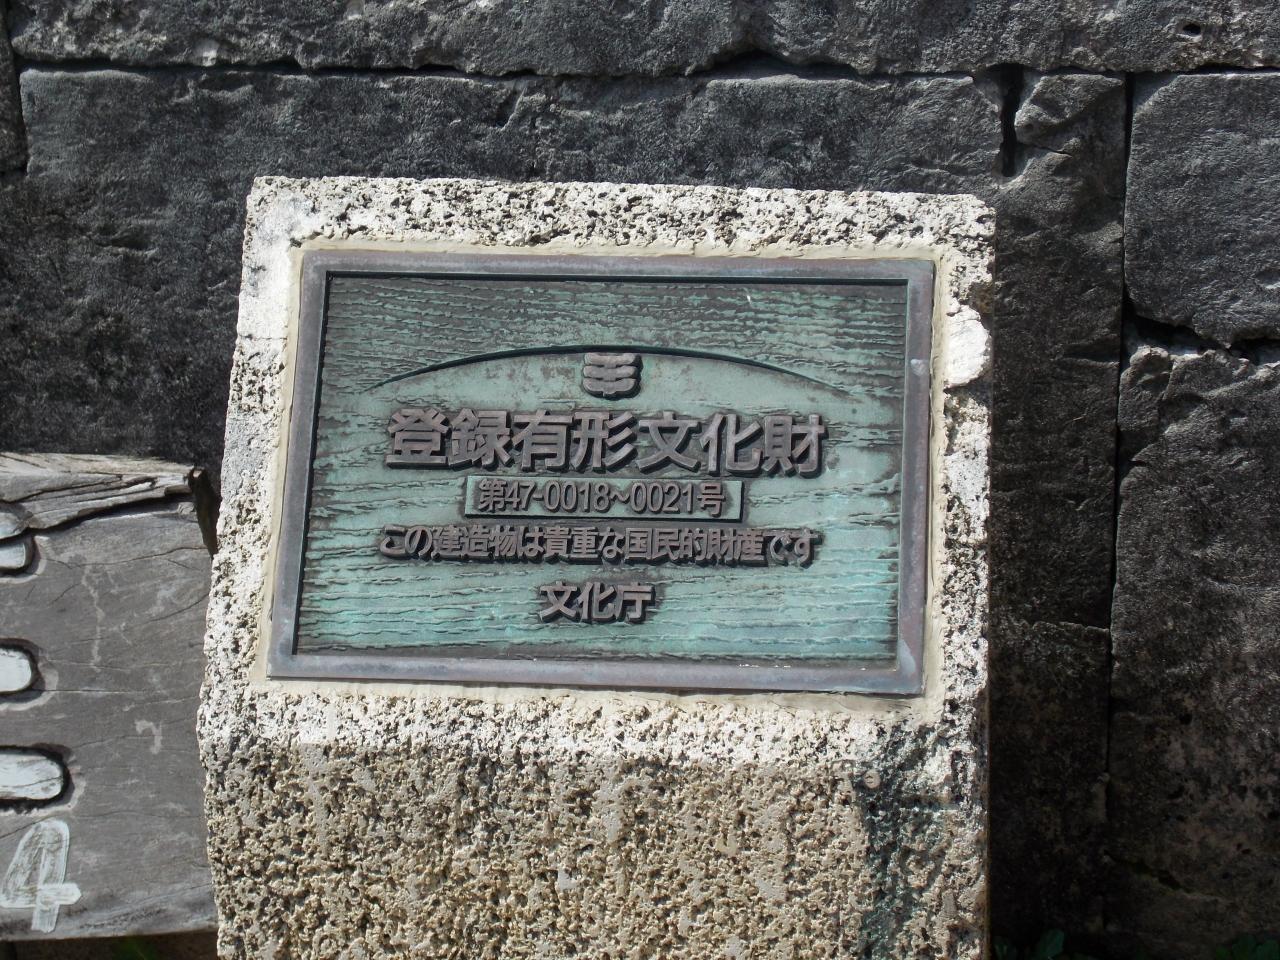 登録有形文化財
第47-0018~0021号
この建造物は貴重な国民的財産です
文化庁